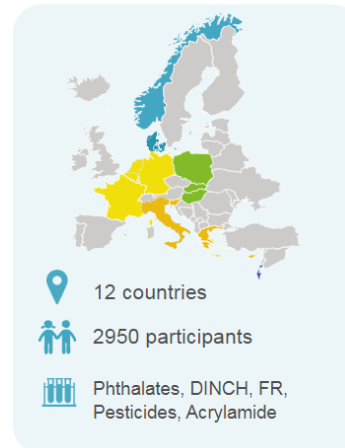 12 countries
2950 participants
Phthalates, DINCH, FR,
Pesticides, Acrylamide